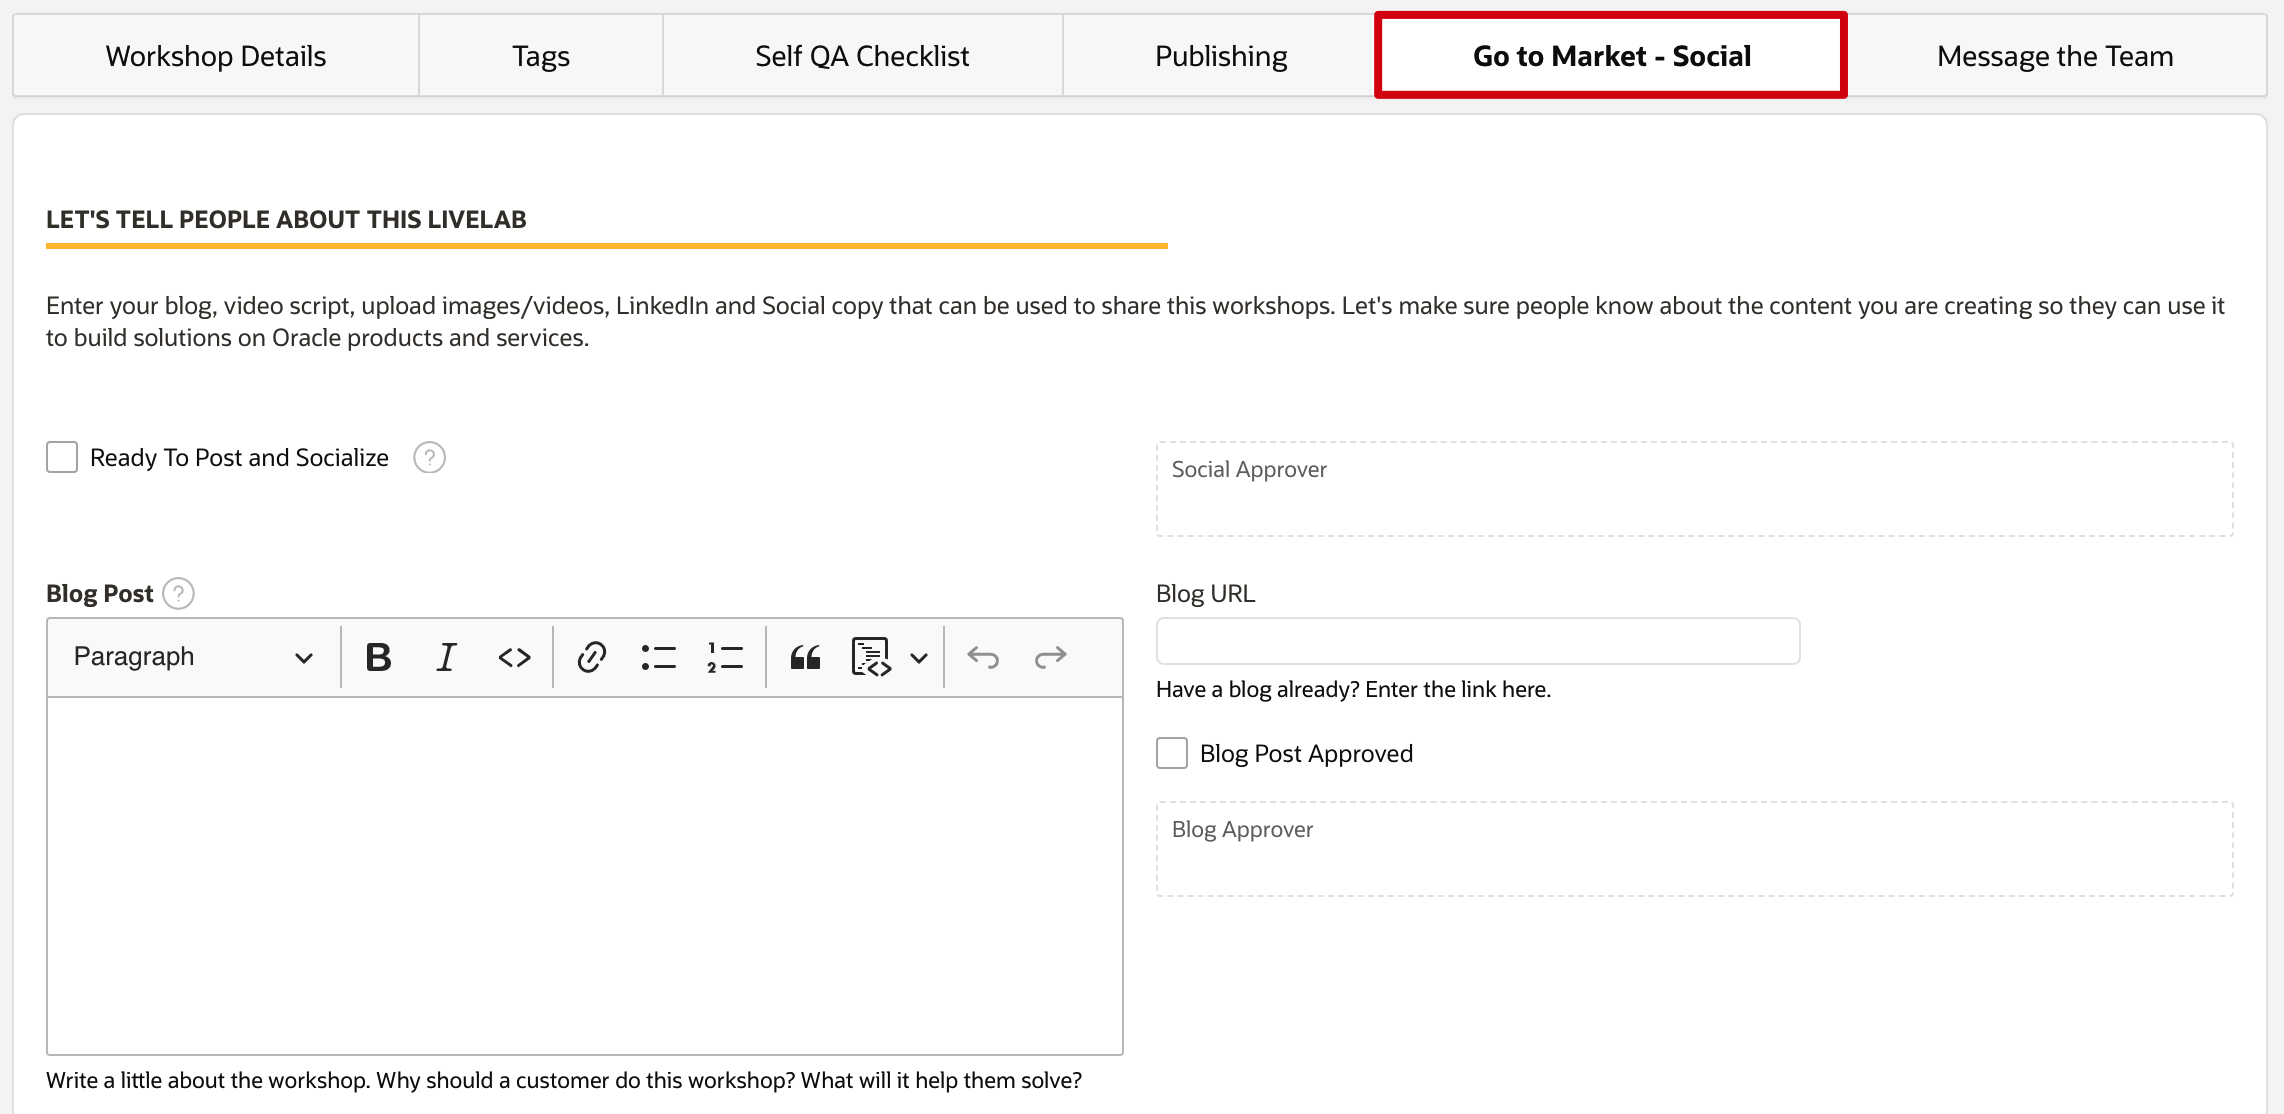 Workshop Details
Tags
Self QA Checklist
Publishing
Go to Market - Social
Message the Team
LET'S TELL PEOPLE ABOUT THIS LIVELAB
Enter your blog, video script, upload images/videos, LinkedIn and Social copy that can be used to share this workshops. Let's make sure people know about the content you are creating so they can use it
to build solutions on Oracle products and services.
Ready To Post and Socialize ?
Social Approver
Blog Post ?
Blog URL
Paragraph
Have a blog already? Enter the link here.
Blog Post Approved
Blog Approver
Write a little about the workshop. Why should a customer do this workshop? What will it help them solve?